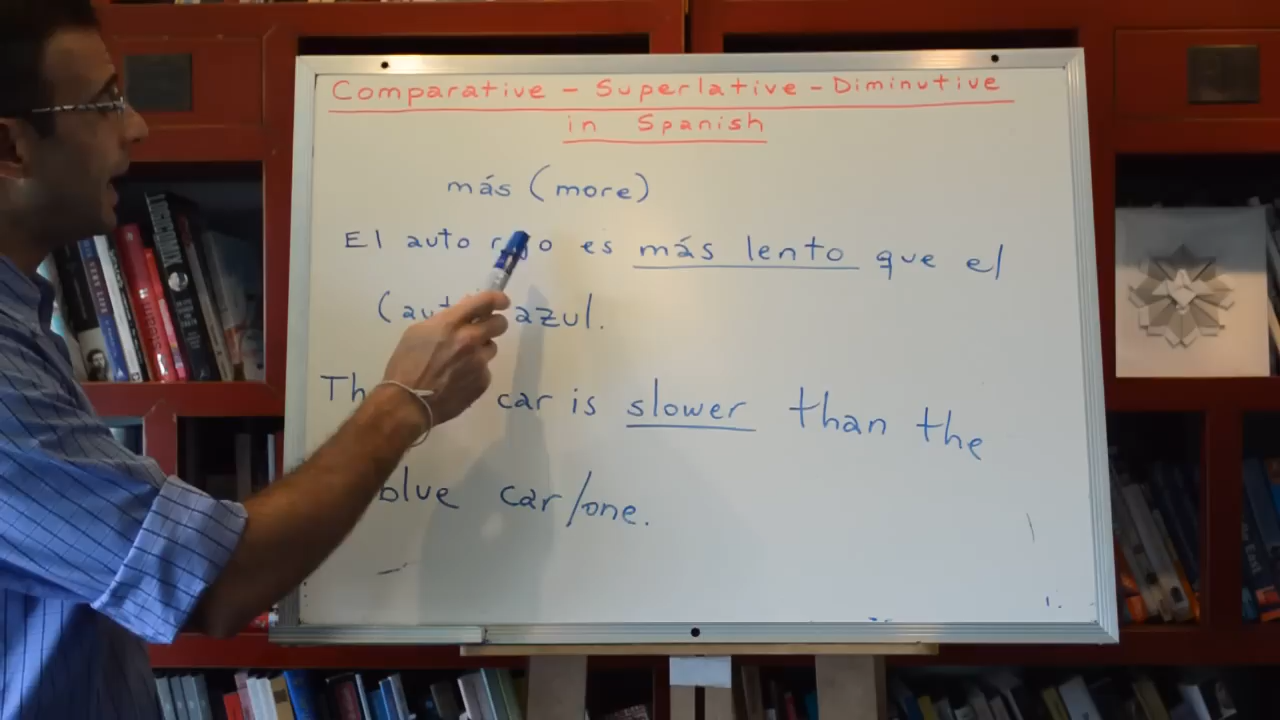 Comparative - Superlative - Diminutive
in Spanish
más (more)
El auto es más lento que el
azul.
car is slower than the
blue car/one.
LOGICOMIX